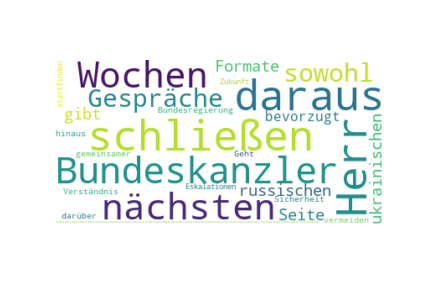 stattfinden
Wochen
Formate
Zukunft
sowohl
Gespräche
daraus
Bundesregierung
gibt
bevorzugt
Herr
ukrainischen
hinaus
schließen
gemeinsamer
Geht
Bundeskanzler
Eskalationen
russischen
Verständnis
Sicherheit
nächsten
darüber
Seite
vermeiden